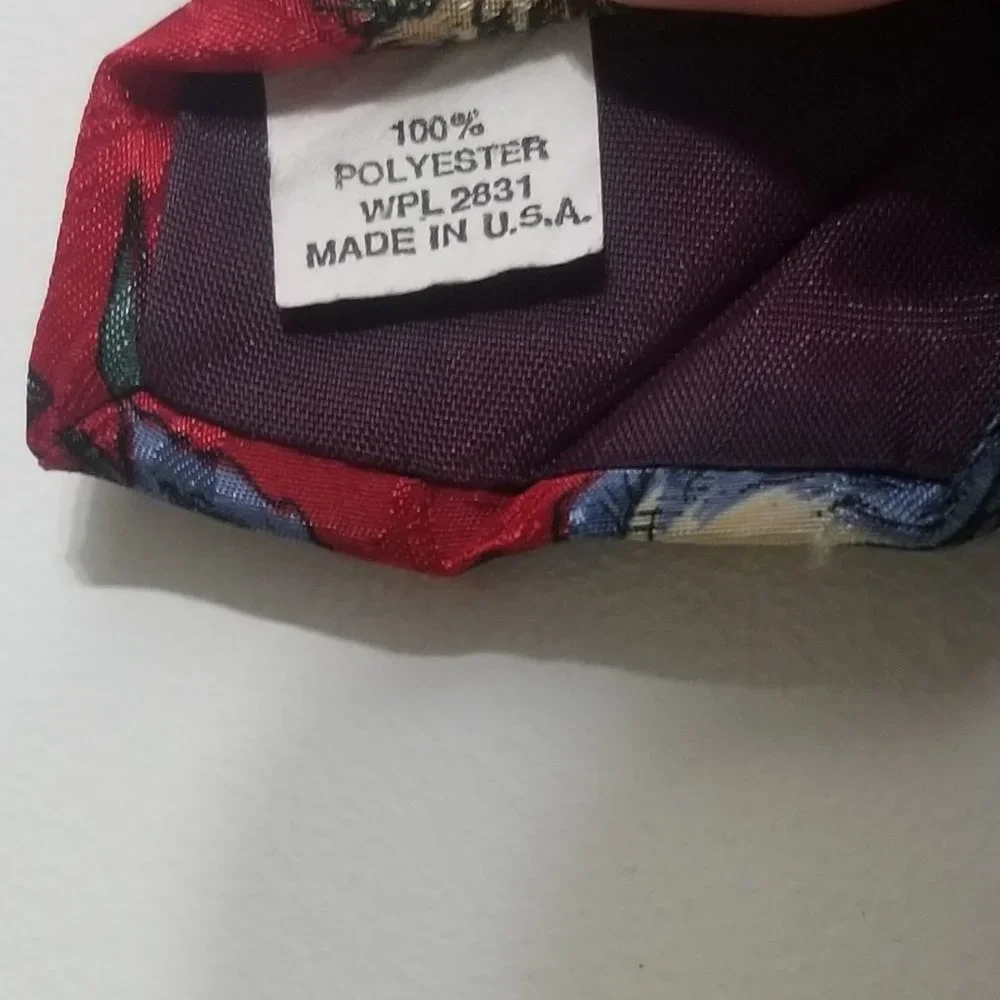 100%
POLYESTER
WPL 2831
MADE IN U.S.A.